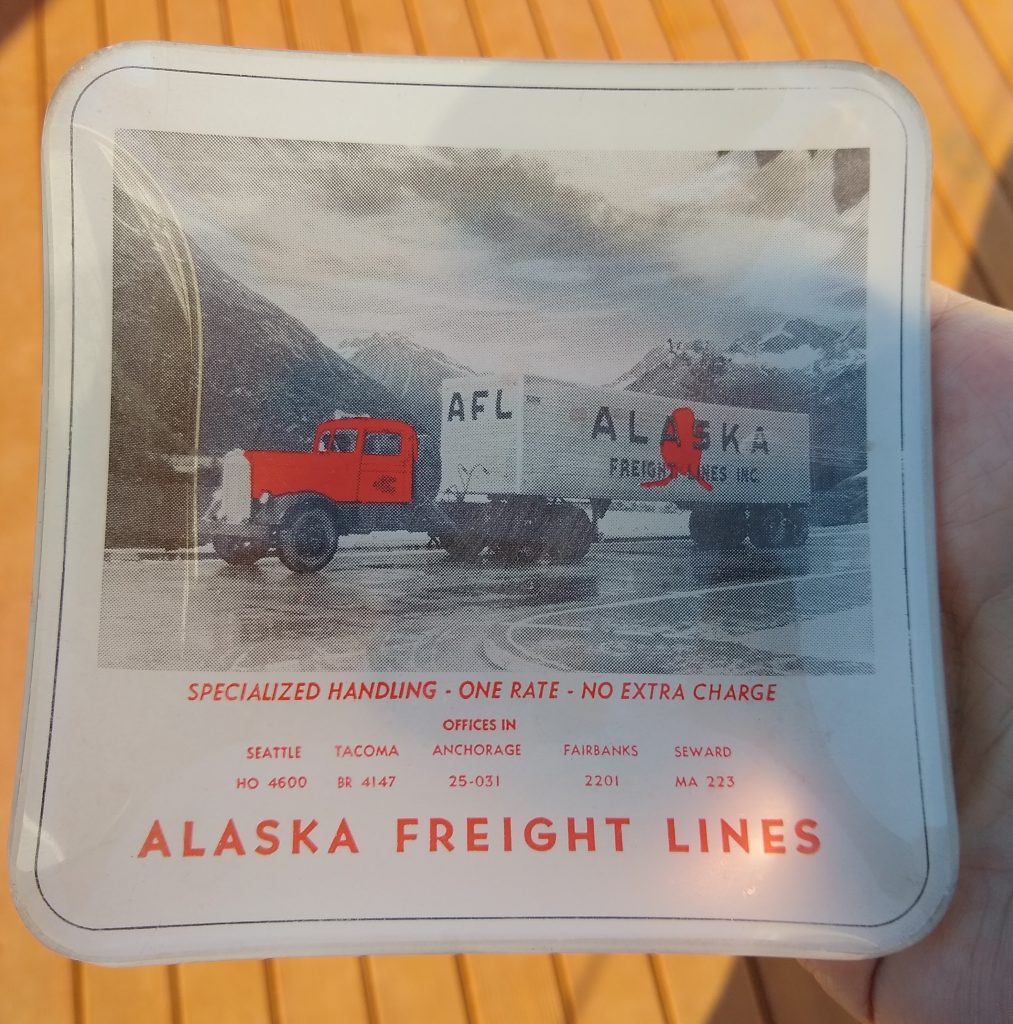 AFL
ALASKA
FREIGHT LINES INC.
SPECIALIZED HANDLING - ONE RATE - NO EXTRA CHARGE
OFFICES IN
SEATTLE TACOMA ANCHORAGE FAIRBANKS SEWARD
HO 4600 BR 4147 25-031 2201 MA 223
ALASKA FREIGHT LINES